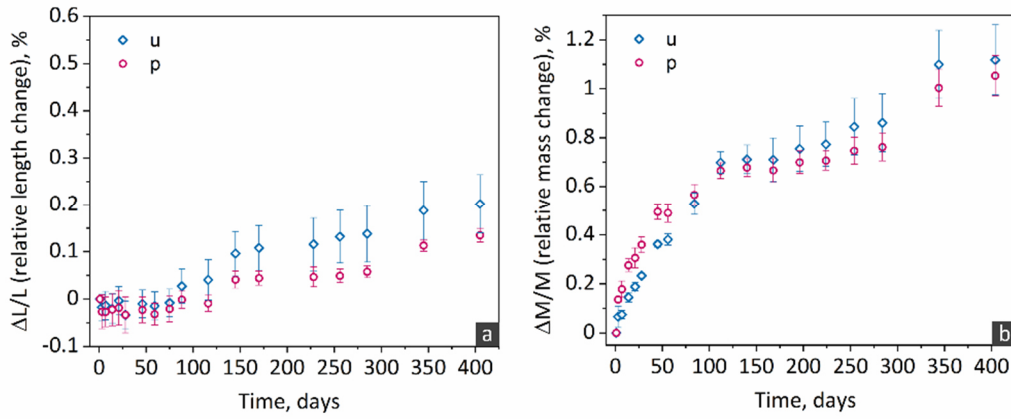 0.6
0.5
0.4
0.3
0.2
0.1
0
-0.1
ΔL/L (relative length change), %
u
p
a
0 50 100 150 200 250 300 350 400
Time, days
1.2
1
0.8
0.6
0.4
0.2
0
ΔM/M (relative mass change), %
u
p
b
0 50 100 150 200 250 300 350 400
Time, days